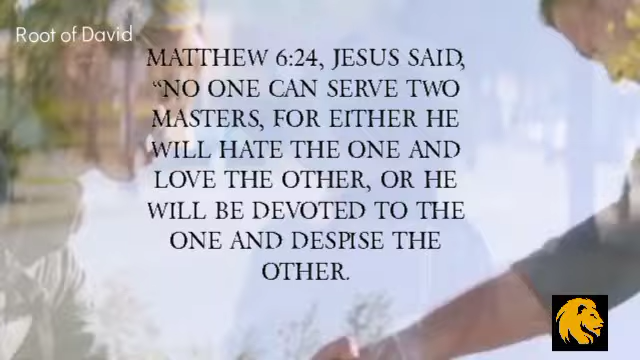 Root of David
MATTHEW 6:24, JESUS SAID,
“NO ONE CAN SERVE TWO
MASTERS, FOR EITHER HE
WILL HATE THE ONE AND
LOVE THE OTHER, OR HE
WILL BE DEVOTED TO THE
ONE AND DESPISE THE
OTHER.